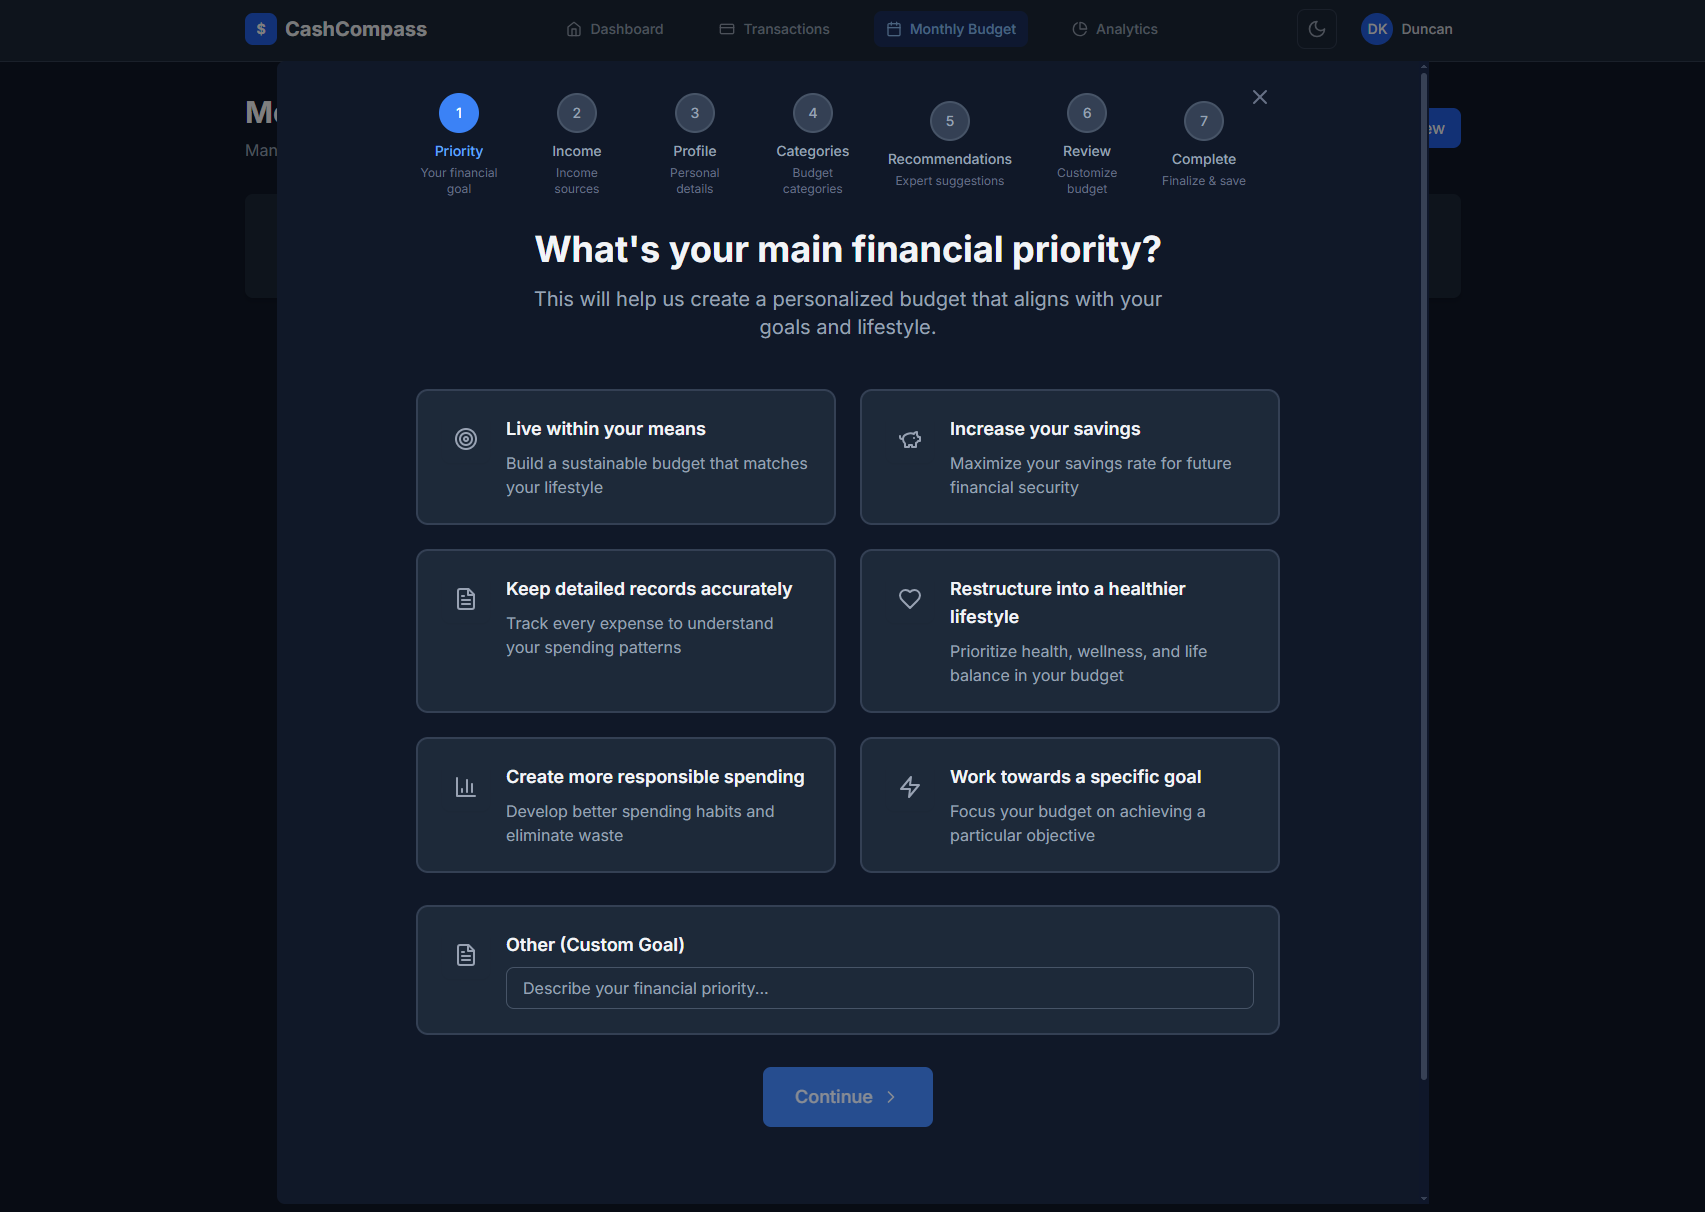 $ CashCompass
Dashboard
Transactions
Monthly Budget
Analytics
DK Duncan
1
Priority
Your financial
goal
2
Income
Income
sources
3
Profile
Personal
details
4
Categories
Budget
categories
5
Recommendations
Expert suggestions
6
Review
Customize
budget
7
Complete
Finalize & save
What's your main financial priority?
This will help us create a personalized budget that aligns with your
goals and lifestyle.
Live within your means
Build a sustainable budget that matches
your lifestyle
Increase your savings
Maximize your savings rate for future
financial security
Keep detailed records accurately
Track every expense to understand
your spending patterns
Restructure into a healthier
lifestyle
Prioritize health, wellness, and life
balance in your budget
Create more responsible spending
Develop better spending habits and
eliminate waste
Work towards a specific goal
Focus your budget on achieving a
particular objective
Other (Custom Goal)
Describe your financial priority...
Continue